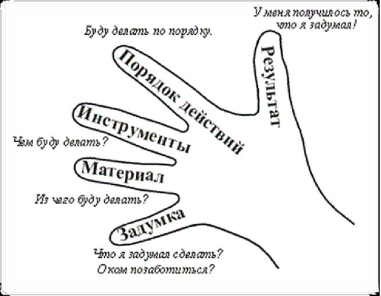 У меня получилось то,
что я задумал!
Буду делать по порядку.
Результат
Порядок действий
Инструменты
Чем буду делать?
Материал
Из чего буду делать?
Задумка
Что я задумал сделать?
О ком позаботиться?